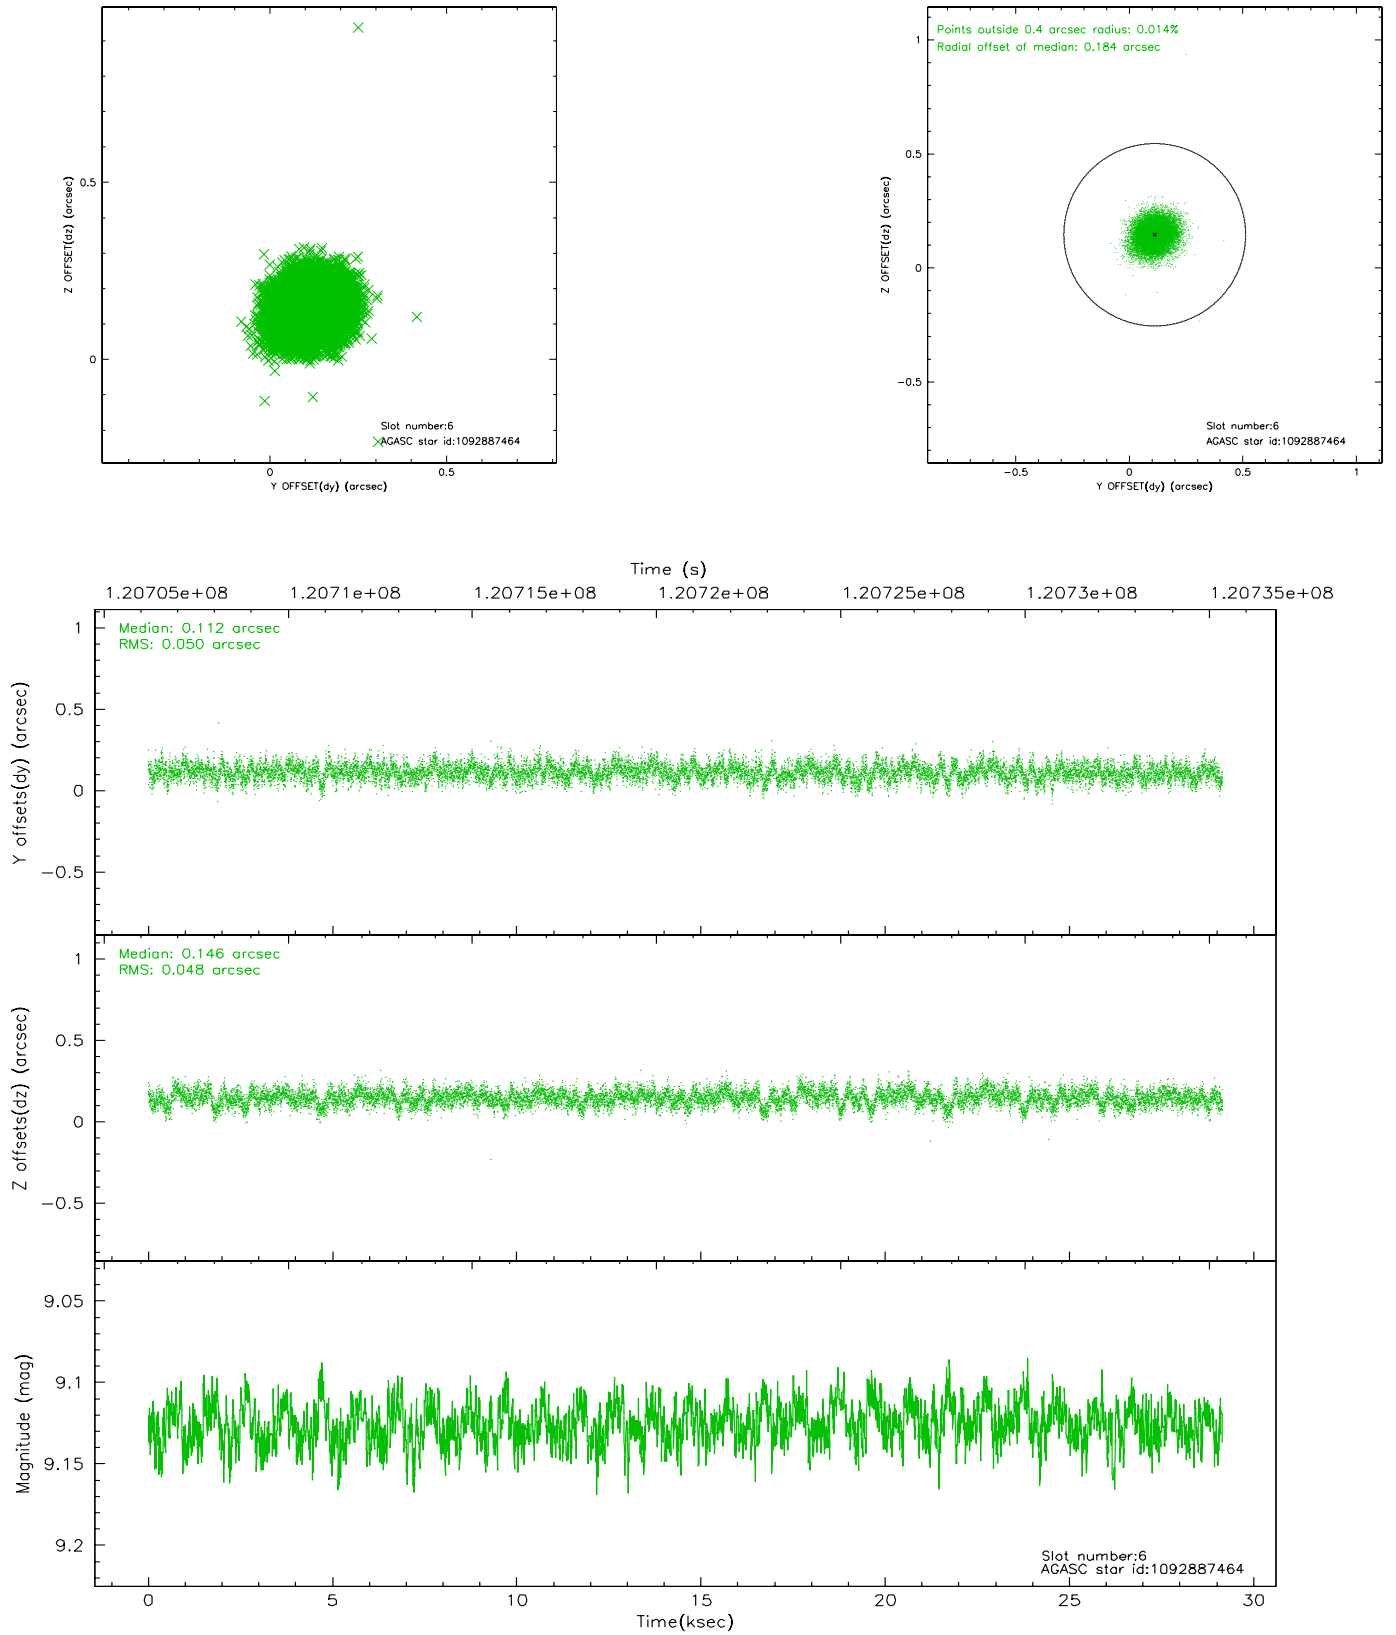 0.5
0
0 0.5
Z OFFSET(dz) (arcsec)
Y OFFSET(dy) (arcsec)
Slot number:6
AGASC star id:1092887464
Points outside 0.4 arcsec radius: 0.014%
Radial offset of median: 0.184 arcsec
1
0.5
0
−0.5
−0.5 0 0.5 1
Z OFFSET(dz) (arcsec)
Y OFFSET(dy) (arcsec)
Slot number:6
AGASC star id:1092887464
Time (s)
1.20705e+08 1.2071e+08 1.20715e+08 1.2072e+08 1.20725e+08 1.2073e+08 1.20735e+08
Median: 0.112 arcsec
RMS: 0.050 arcsec
1
0.5
0
−0.5
Y offsets(dy) (arcsec)
Median: 0.146 arcsec
RMS: 0.048 arcsec
1
0.5
0
−0.5
Z offsets(dz) (arcsec)
9.05
9.1
9.15
9.2
Magnitude (mag)
Slot number:6
AGASC star id:1092887464
0 5 10 15 20 25 30
Time(ksec)